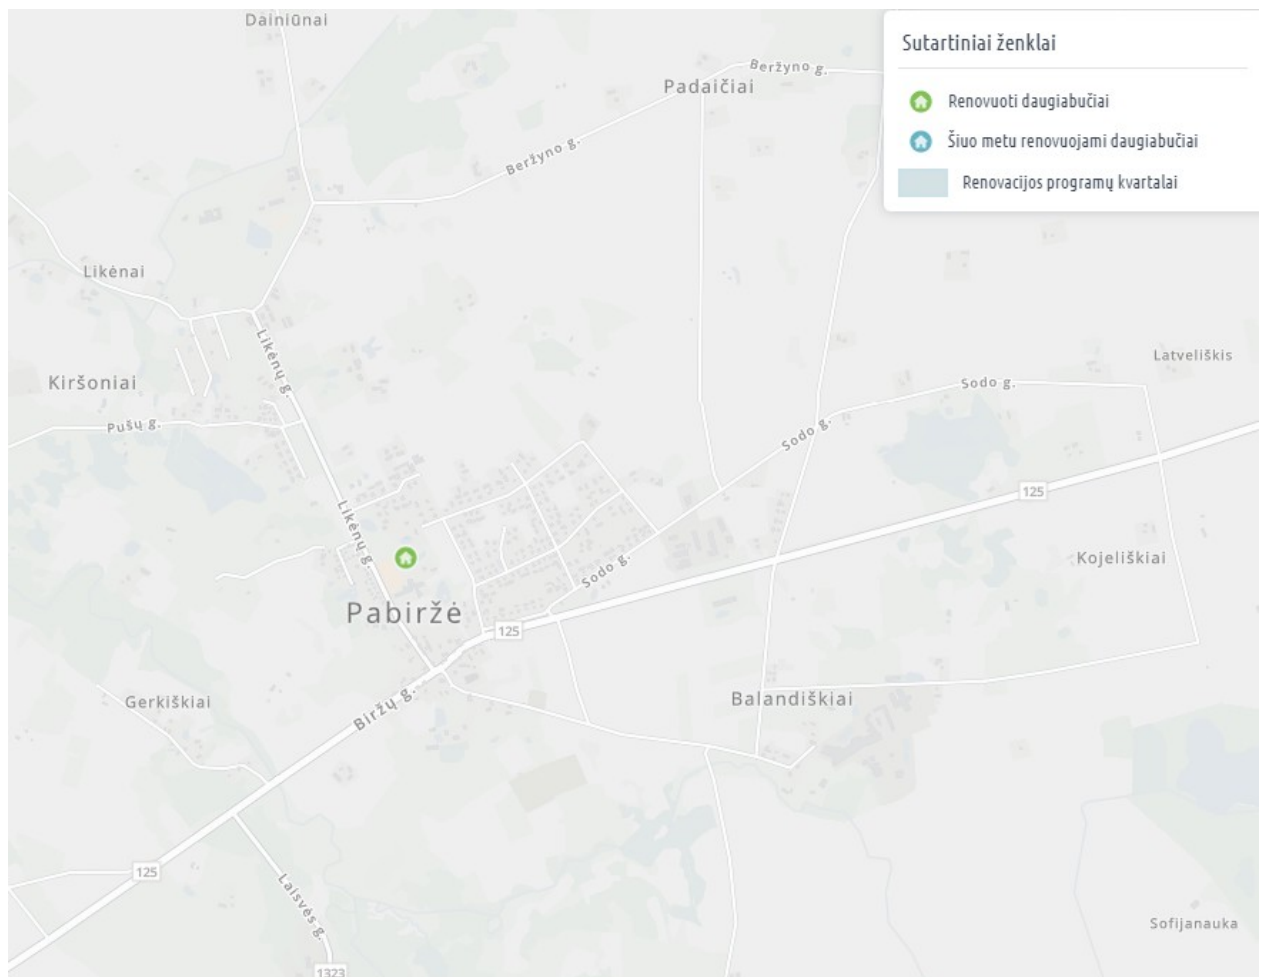 Dainiūnai
Sutartiniai ženklai
Beržyno g.
Padaičiai
Renovuoti daugiabučiai
Šiuo metu renovuojami daugiabučiai
Beržyno g.
Renovacijos programų kvartalai
Likėnai
Likėnų g.
Latveliškis
Kiršoniai
Sodo g.
Pušų g.
Sodo g.
125
Likėnų g.
Kojeliškiai
Sodo g.
Pabiržė
125
Gerkiškiai
Biržų g.
Balandiškiai
125
Laisvės g.
Sofijanauka
1323